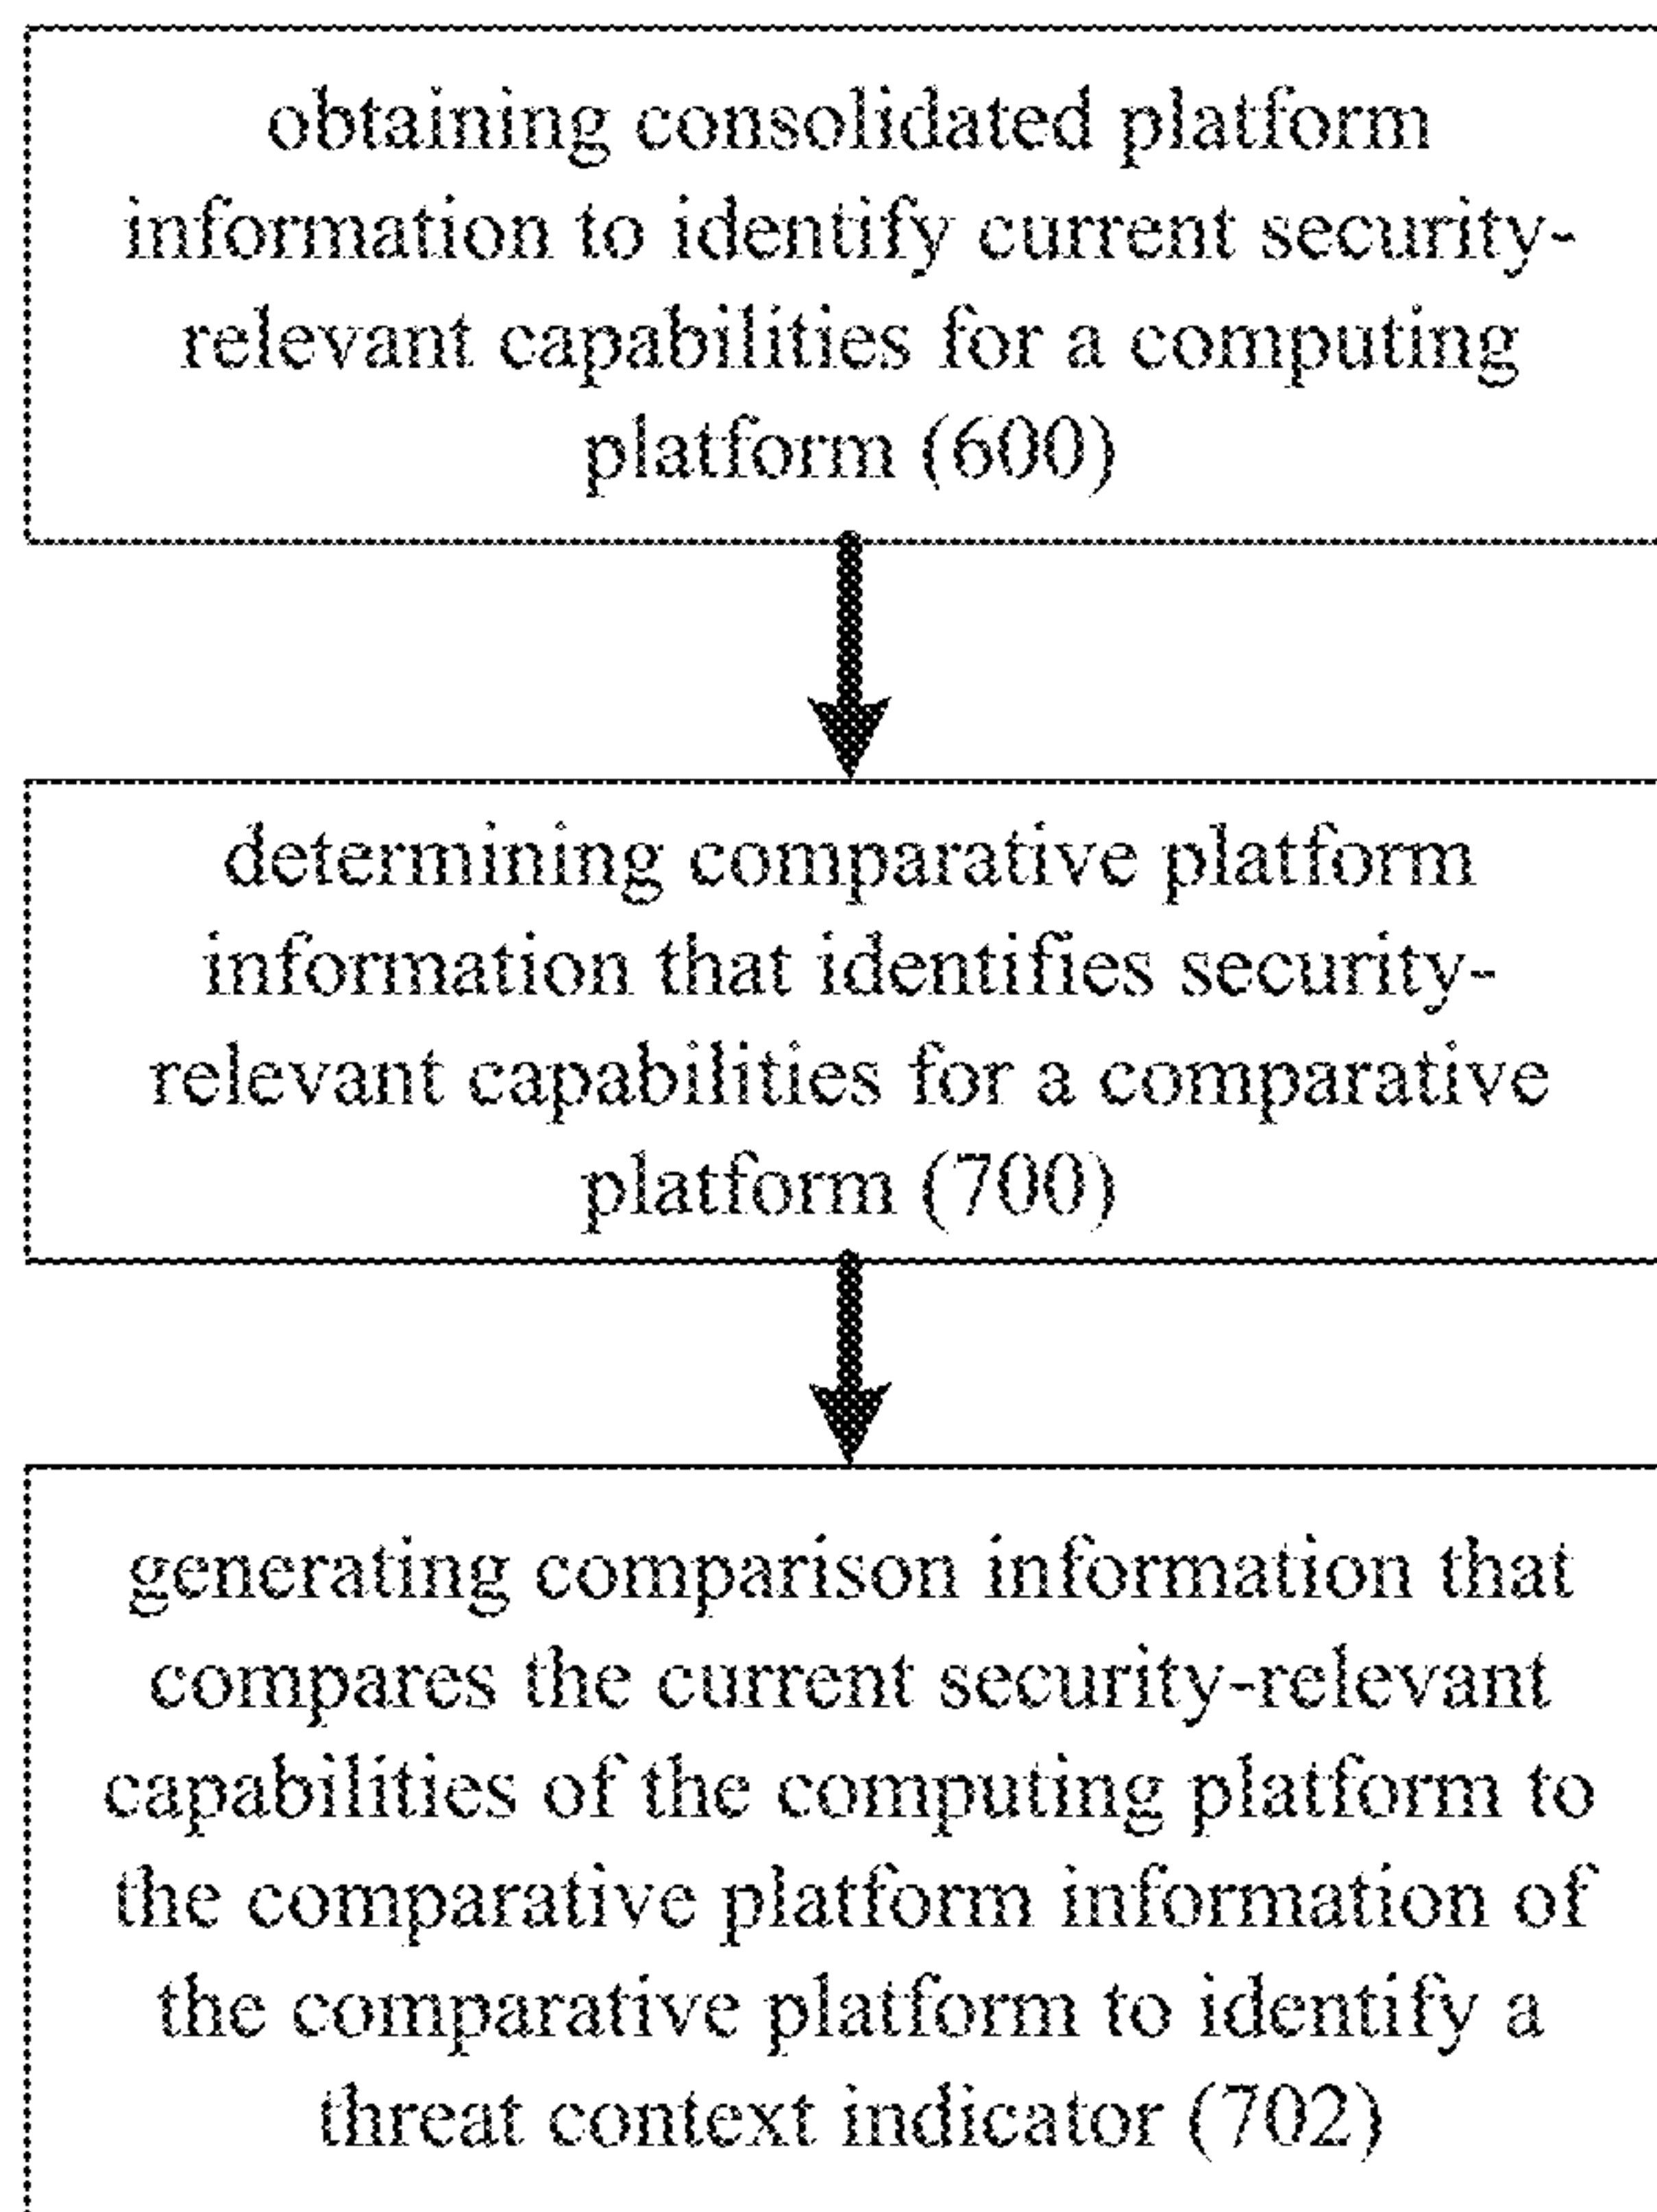 obtaining consolidated platform
information to identify current security-
relevant capabilities for a computing
platform (600)
determining comparative platform
information that identifies security-
relevant capabilities for a comparative
platform (700)
generating comparison information that
compares the current security-relevant
capabilities of the computing platform to
the comparative platform information of
the comparative platform to identify a
threat context indicator (702)